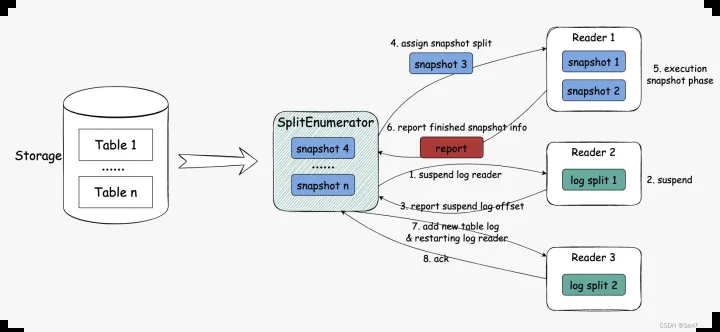 Storage
Table 1
......
Table n
SplitEnumerator
snapshot 4
......
snapshot n
4. assign snapshot split
snapshot 3
6. report finished snapshot info
report
1. suspend log reader
3. report suspend log offset
7. add new table log
& restarting log reader
8. ack
Reader 1
snapshot 1
snapshot 2
5. execution
snapshot phase
Reader 2
log split 1
2. suspend
Reader 3
log split 2